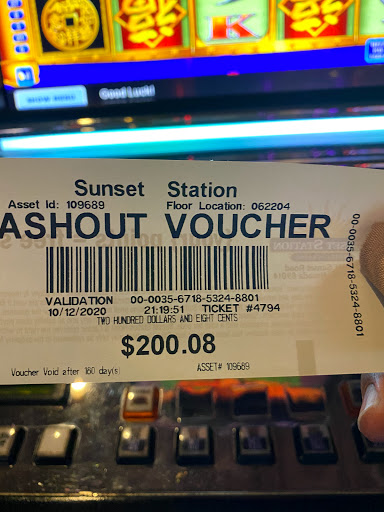 Good Luck!
Sunset Station
Asset Id: 109689 Floor Location: 062204
ASHOUT VOUCHER
VALIDATION 00-0035-6718-5324-8801
10/12/2020 21:19:51 TICKET #4794
TWO HUNDRED DOLLARS AND EIGHT CENTS
$200.08
Voucher Void after 160 day(s) ASSET# 109689
00-0035-6718-5324-8801